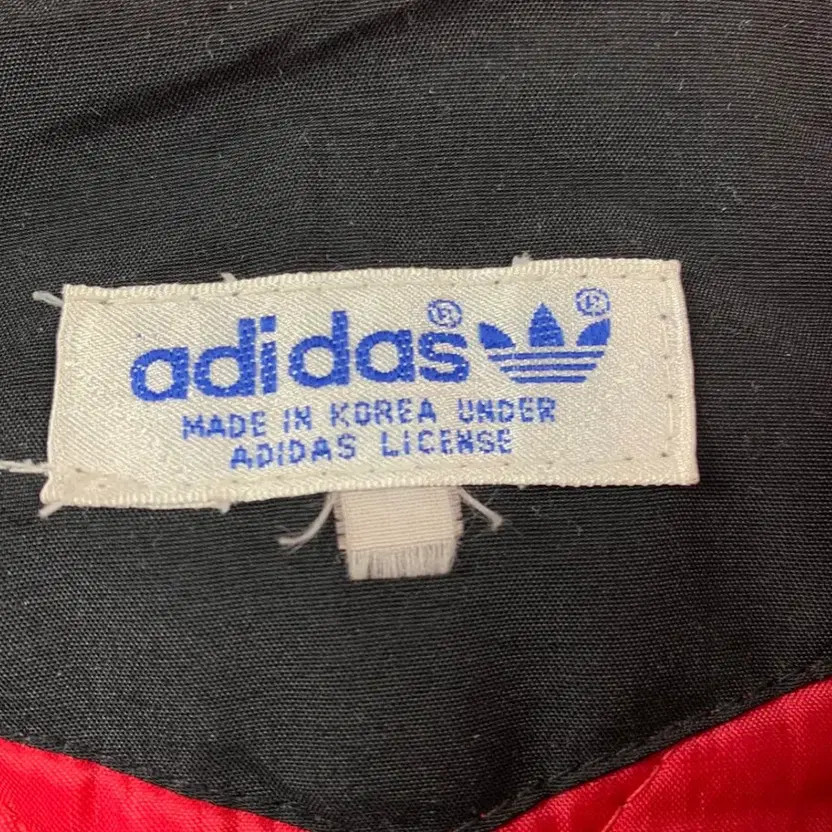 adidas® ®
MADE IN KOREA UNDER
ADIDAS LICENSE